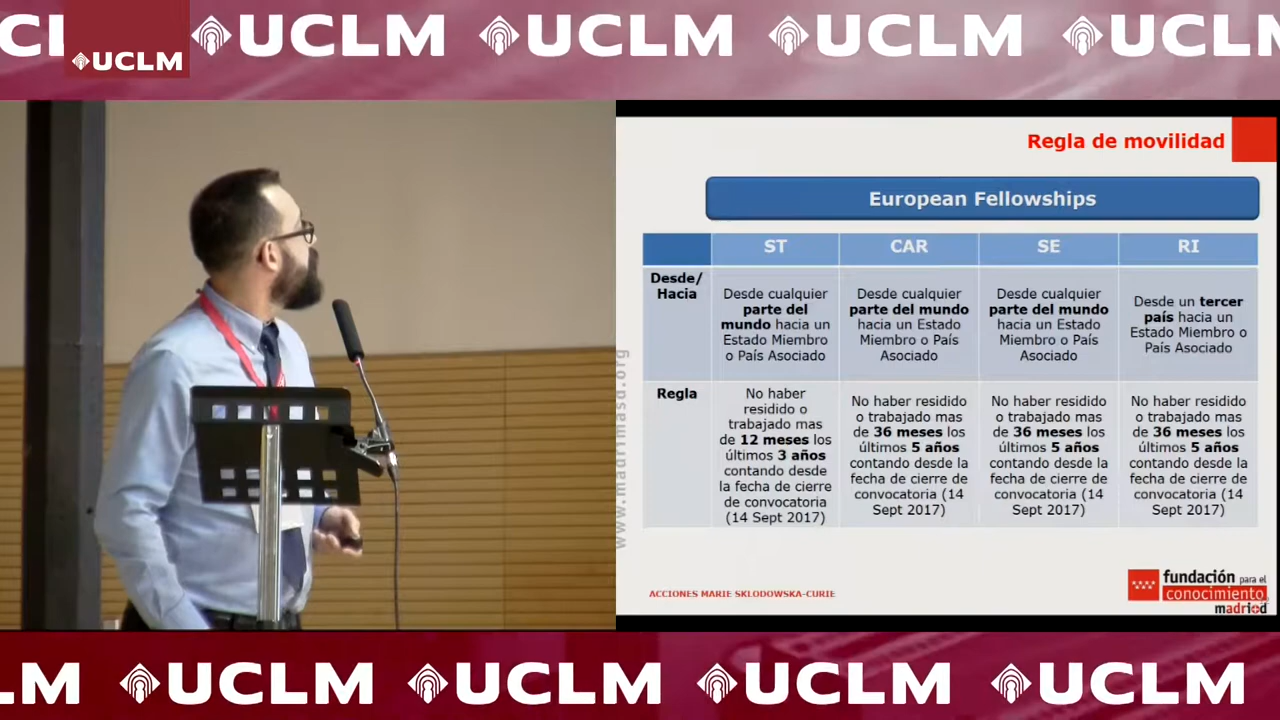 UCLM UCLM UCLM UCLM
UCLM
Regla de movilidad
European Fellowships
ST CAR SE RI
Desde/
Hacia
Desde cualquier
parte del
mundo hacia un
Estado Miembro
o País Asociado
Desde cualquier
parte del mundo
hacia un Estado
Miembro o País
Asociado
Desde cualquier
parte del mundo
hacia un Estado
Miembro o País
Asociado
Desde un tercer
país hacia un
Estado Miembro o
País Asociado
Regla
No haber
residido o
trabajado mas
de 12 meses los
últimos 3 años
contando desde
la fecha de cierre
de convocatoria
(14 Sept 2017)
No haber residido
o trabajado mas
de 36 meses los
últimos 5 años
contando desde la
fecha de cierre de
convocatoria (14
Sept 2017)
No haber residido
o trabajado mas
de 36 meses los
últimos 5 años
contando desde la
fecha de cierre de
convocatoria (14
Sept 2017)
No haber residido
o trabajado mas
de 36 meses los
últimos 5 años
contando desde la
fecha de cierre de
convocatoria (14
Sept 2017)
www.madrimasd.org
ACCIONES MARIE SKLODOWSKA-CURIE
fundación para el
conocimiento
madri+d
LM UCLM UCLM UCLM UCLM